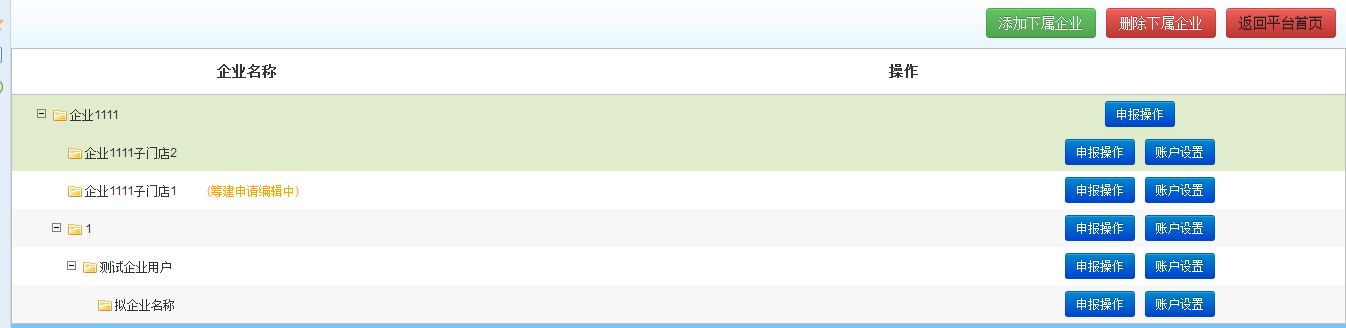 添加下属企业 删除下属企业 返回平台首页
企业名称 操作
企业1111 申报操作
企业1111子门店2 申报操作 账户设置
企业1111子门店1 (筹建申请编辑中) 申报操作 账户设置
1 申报操作 账户设置
测试企业用户 申报操作 账户设置
拟企业名称 申报操作 账户设置